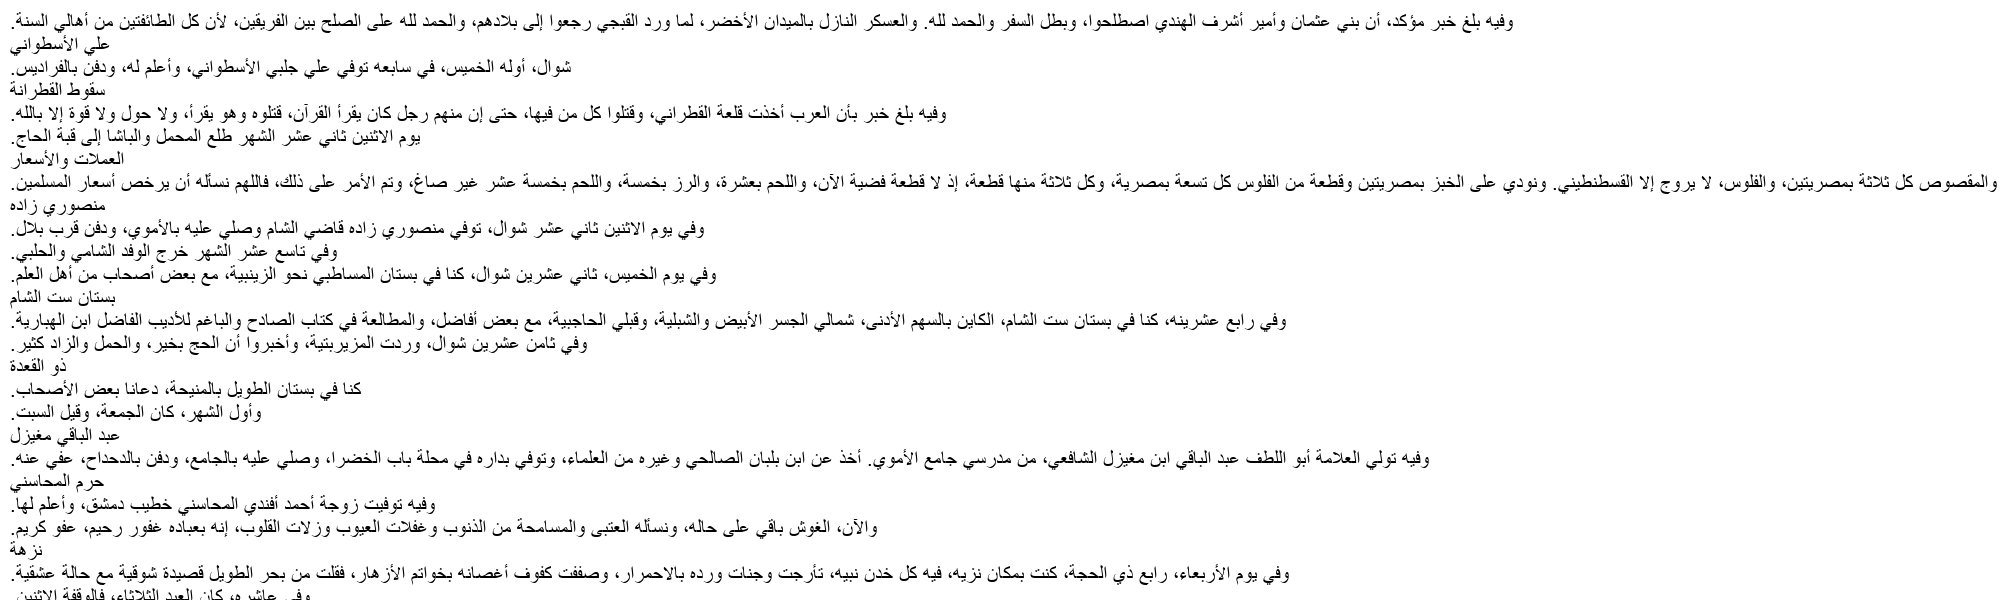 وفيه بلغ خبر مؤكد، أن بني عثمان وأمير أشرف الهندي اصطلحوا، وبطل السفر والحمد لله. والعسكر النازل بالميدان الأخضر، لما ورد القبجي رجعوا إلى بلادهم، والحمد لله على الصلح بين الفريقين، لأن كل الطائفتين من أهالي السنة.
علي الأسطواني
شوال، أوله الخميس، في سابعه توفي علي جلبي الأسطواني، وأعلم له، ودفن بالفراديس.
سقوط القطرانة
وفيه بلغ خبر بأن العرب أخذت قلعة القطراني، وقتلوا كل من فيها، حتى إن منهم رجل كان يقرأ القرآن، قتلوه وهو يقرأ، ولا حول ولا قوة إلا بالله.
يوم الاثنين ثاني عشر الشهر طلع المحمل والباشا إلى قبة الحاج.
العملات والأسعار
والمقصوص كل ثلاثة بمصريتين، والفلوس، لا يروج إلا القسطنطيني. ونودي على الخبز بمصريتين وقطعة من الفلوس كل تسعة بمصرية، وكل ثلاثة منها قطعة، إذ لا قطعة فضية الآن، واللحم بعشرة، والرز بخمسة، واللحم بخمسة عشر غير صاغ، وتم الأمر على ذلك، فاللهم نسأله أن يرخص أسعار المسلمين.
منصوري زاده
وفي يوم الاثنين ثاني عشر شوال، توفي منصوري زاده قاضي الشام وصلي عليه بالأموي، ودفن قرب بلال.
وفي تاسع عشر الشهر خرج الوفد الشامي والحلبي.
وفي يوم الخميس، ثاني عشرين شوال، كنا في بستان المساطبي نحو الزينبية، مع بعض أصحاب من أهل العلم.
بستان ست الشام
وفي رابع عشرينه، كنا في بستان ست الشام، الكاين بالسهم الأدنى، شمالي الجسر الأبيض والشبلية، وقبلي الحاجبية، مع بعض أفاضل، والمطالعة في كتاب الصادح والباغم للأديب الفاضل ابن الهبارية.
وفي ثامن عشرين شوال، وردت المزيربتية، وأخبروا أن الحج بخير، والحمل والزاد كثير.
ذو القعدة
كنا في بستان الطويل بالمنيحة، دعانا بعض الأصحاب.
وأول الشهر، كان الجمعة، وقيل السبت.
عبد الباقي مغيزل
وفيه تولي العلامة أبو اللطف عبد الباقي ابن مغيزل الشافعي، من مدرسي جامع الأموي. أخذ عن ابن بلبان الصالحي وغيره من العلماء، وتوفي بداره في محلة باب الخضرا، وصلي عليه بالجامع، ودفن بالدحداح، عفي عنه.
حرم المحاسني
وفيه توفيت زوجة أحمد أفندي المحاسني خطيب دمشق، وأعلم لها.
والآن، الغوش باقي على حاله، ونسأله العتبى والمسامحة من الذنوب وغفلات العيوب وزلات القلوب، إنه بعباده غفور رحيم، عفو كريم.
نزهة
وفي يوم الأربعاء، رابع ذي الحجة، كنت بمكان نزيه، فيه كل خدن نبيه، تأرجت وجنات ورده بالاحمرار، وصففت كفوف أغصانه بخواتم الأزهار، فقلت من بحر الطويل قصيدة شوقية مع حالة عشقية.
وفي عاشره، كان العيد الثلاثاء، فالوقفة الاثنين.